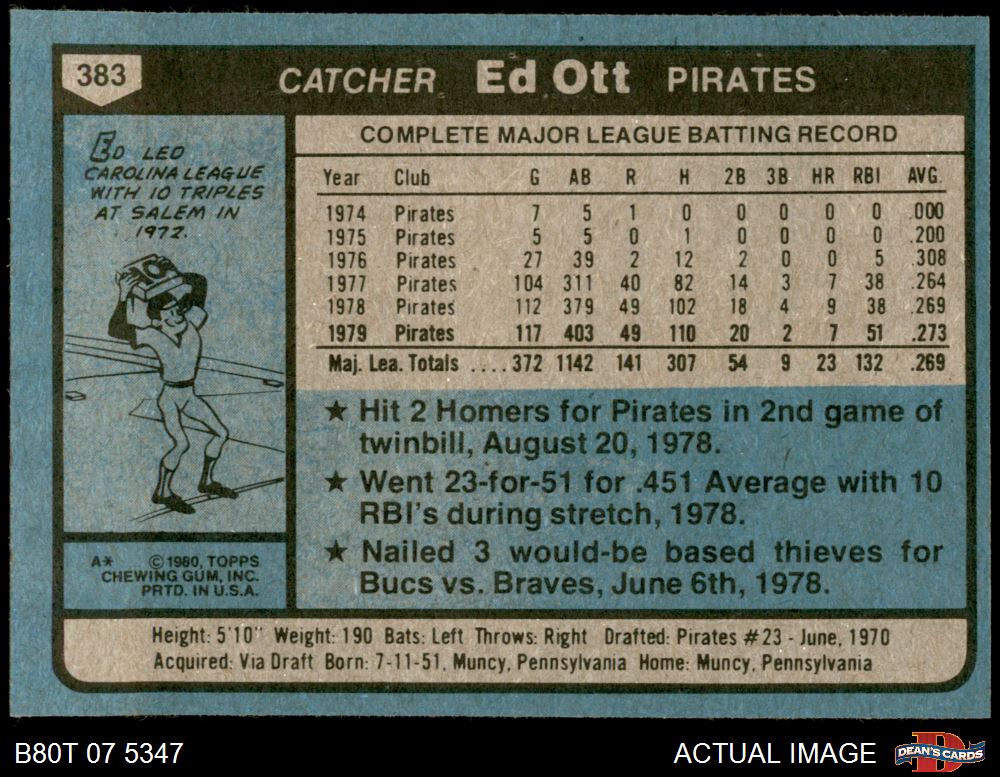 383
CATCHER Ed Ott PIRATES
ED LED
CAROLINA LEAGUE
WITH 10 TRIPLES
AT SALEM IN
1972.
COMPLETE MAJOR LEAGUE BATTING RECORD
Year Club G AB R H 2B 3B HR RBI AVG.
1974 Pirates 7 5 1 0 0 0 0 0 .000
1975 Pirates 5 5 0 1 0 0 0 0 .200
1976 Pirates 27 39 2 12 2 0 0 5 .308
1977 Pirates 104 311 40 82 14 3 7 38 .264
1978 Pirates 112 379 49 102 18 4 9 38 .269
1979 Pirates 117 403 49 110 20 2 7 51 .273
Maj. Lea. Totals ....372 1142 141 307 54 9 23 132 .269
★ Hit 2 Homers for Pirates in 2nd game of
twinbill, August 20, 1978.
★ Went 23-for-51 for .451 Average with 10
RBI's during stretch, 1978.
★ Nailed 3 would-be based thieves for
Bucs vs. Braves, June 6th, 1978.
A* © 1980, TOPPS
CHEWING GUM, INC.
PRTD. IN U.S.A.
Height: 5'10" Weight: 190 Bats: Left Throws: Right Drafted: Pirates #23 - June, 1970
Acquired: Via Draft Born: 7-11-51, Muncy, Pennsylvania Home: Muncy, Pennsylvania
B80T 07 5347
ACTUAL IMAGE
DEAN'S CARDS